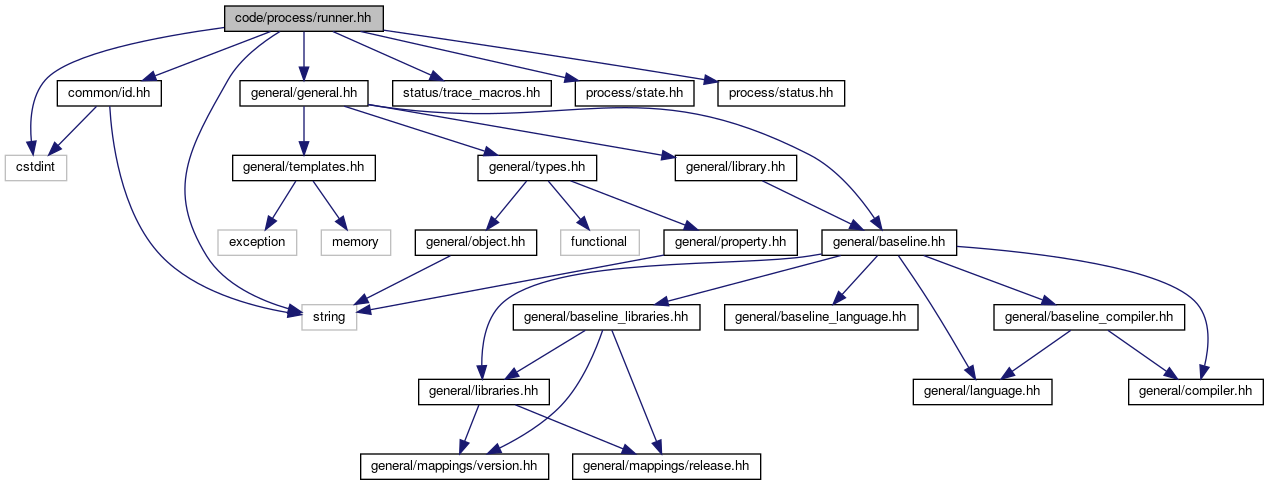 code/process/runner.hh
common/id.hh
general/general.hh
status/trace_macros.hh
process/state.hh
process/status.hh
cstdint
general/templates.hh
general/types.hh
general/library.hh
exception
memory
general/object.hh
functional
general/property.hh
general/baseline.hh
string
general/baseline_libraries.hh
general/baseline_language.hh
general/baseline_compiler.hh
general/libraries.hh
general/language.hh
general/compiler.hh
general/mappings/version.hh
general/mappings/release.hh